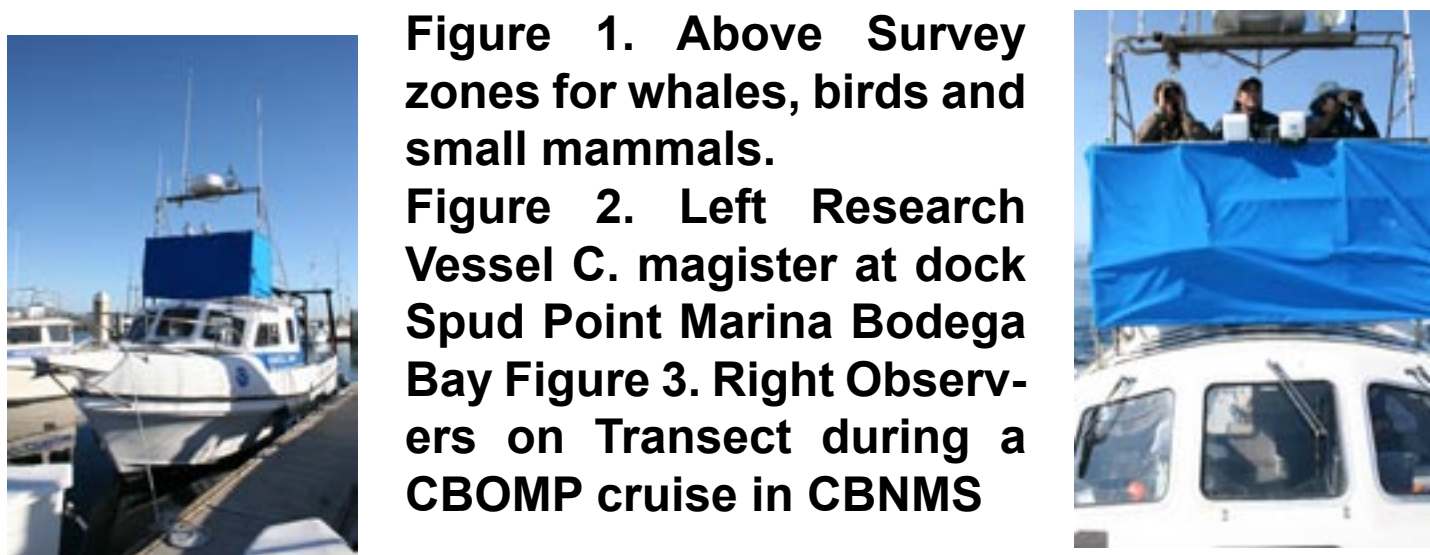 Figure 1. Above Survey
zones for whales, birds and
small mammals.
Figure 2. Left Research
Vessel C. magister at dock
Spud Point Marina Bodega
Bay Figure 3. Right Observ-
ers on Transect during a
CBOMP cruise in CBNMS